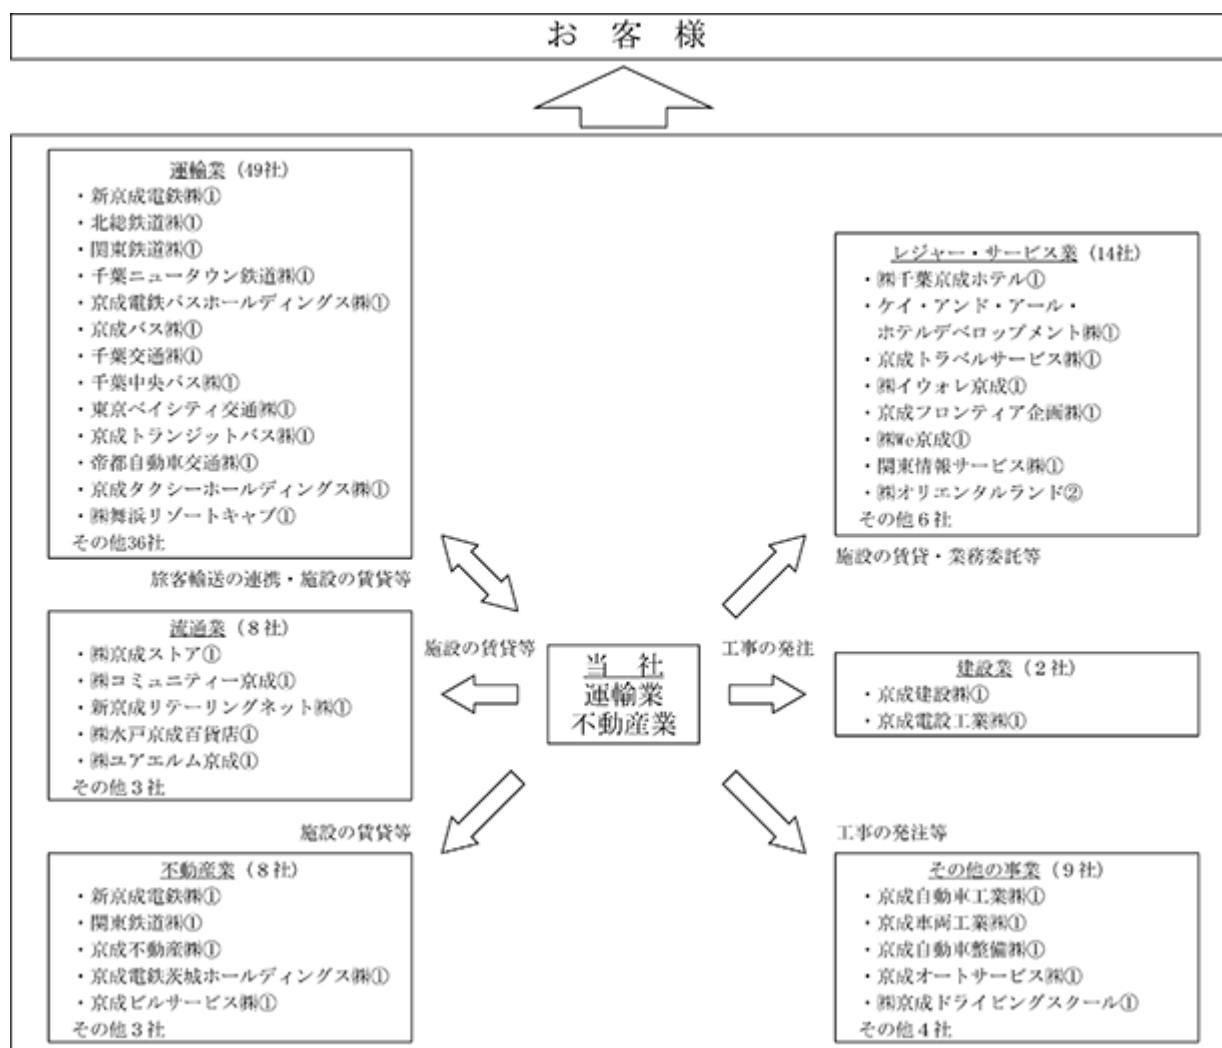 お 客 様
運輸業（49社）
・新京成電鉄㈱①
・北総鉄道㈱①
・関東鉄道㈱①
・千葉ニュータウン鉄道㈱①
・京成電鉄バスホールディングス㈱①
・京成バス㈱①
・千葉交通㈱①
・千葉中央バス㈱①
・東京ベイシティ交通㈱①
・京成トランジットバス㈱①
・帝都自動車交通㈱①
・京成タクシーホールディングス㈱①
・㈱舞浜リゾートキャブ①
その他36社
旅客輸送の連携・施設の賃貸等
レジャー・サービス業（14社）
・㈱千葉京成ホテル①
・ケイ・アンド・アール・
ホテルデベロップメント㈱①
・京成トラベルサービス㈱①
・㈱イウォレ京成①
・京成フロンティア企画㈱①
・㈱We京成①
・関東情報サービス㈱①
・㈱オリエンタルランド②
その他６社
施設の賃貸・業務委託等
流通業（８社）
・㈱京成ストア①
・㈱コミュニティー京成①
・新京成リテーリングネット㈱①
・㈱水戸京成百貨店①
・㈱ユアエルム京成①
その他３社
施設の賃貸等
当 社
運輸業
不動産業
工事の発注
建設業（２社）
・京成建設㈱①
・京成電設工業㈱①
施設の賃貸等
不動産業（８社）
・新京成電鉄㈱①
・関東鉄道㈱①
・京成不動産㈱①
・京成電鉄茨城ホールディングス㈱①
・京成ビルサービス㈱①
その他３社
工事の発注等
その他の事業（９社）
・京成自動車工業㈱①
・京成車両工業㈱①
・京成自動車整備㈱①
・京成オートサービス㈱①
・㈱京成ドライビングスクール①
その他４社